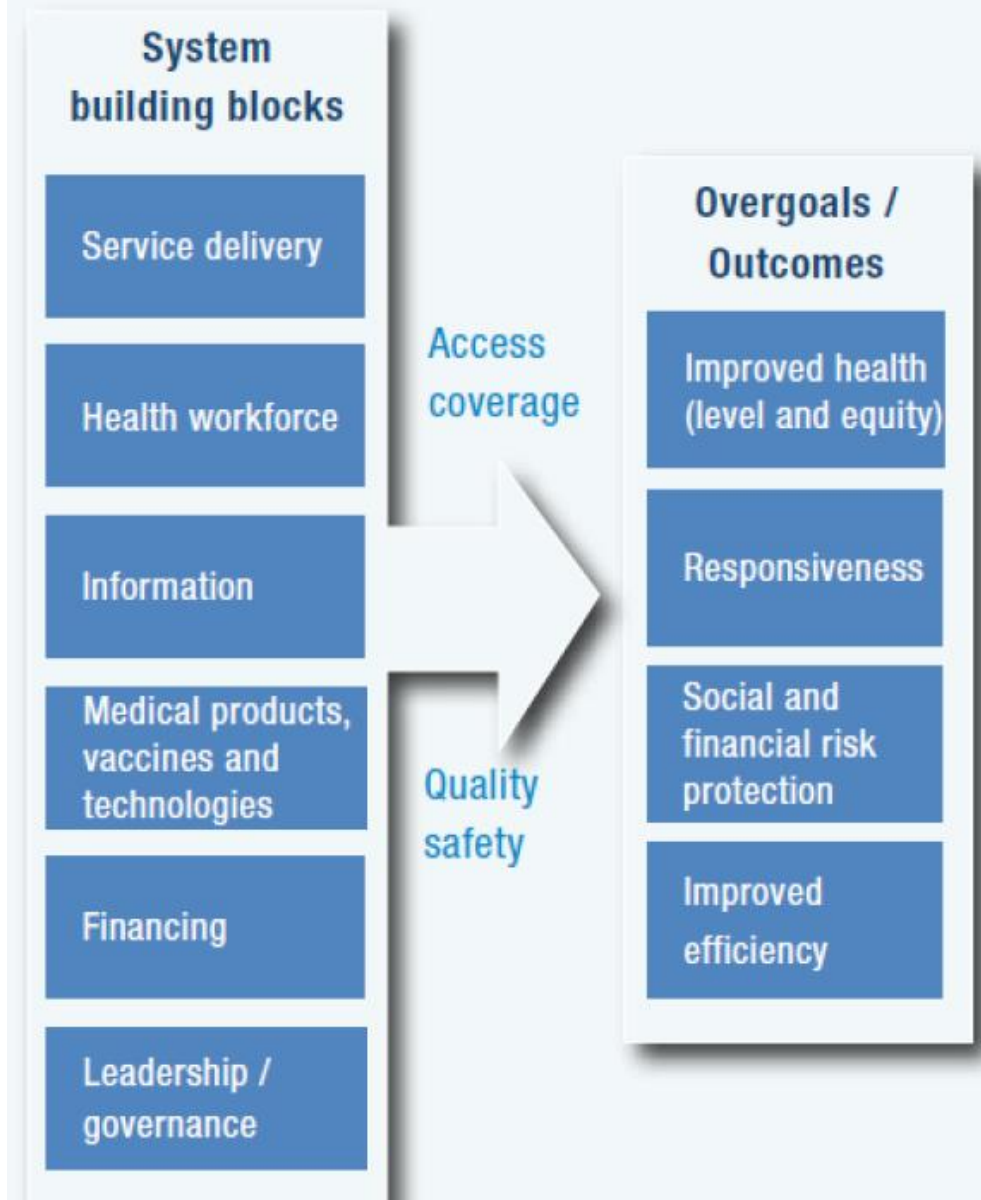 System
building blocks
Service delivery
Health workforce
Information
Medical products,
vaccines and
technologies
Financing
Leadership /
governance
Access
coverage
Quality
safety
Overgoals /
Outcomes
Improved health
(level and equity)
Responsiveness
Social and
financial risk
protection
Improved
efficiency